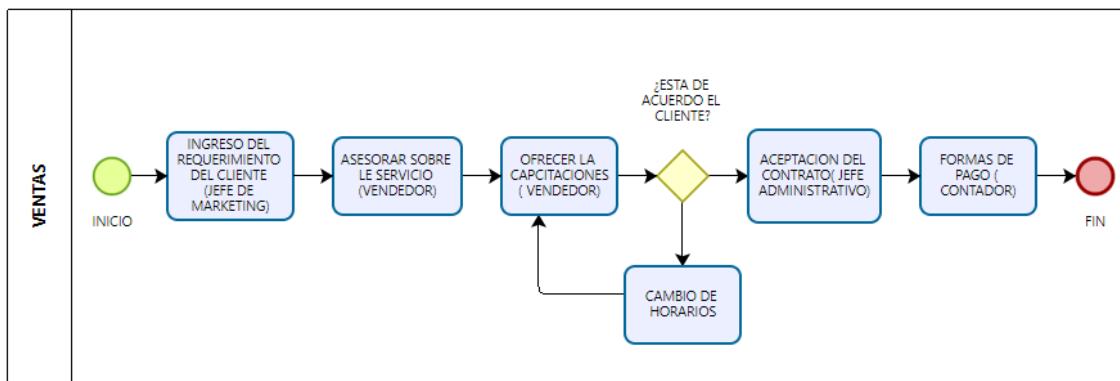 VENTAS
INICIO
INGRESO DEL
REQUERIMIENTO
DEL CLIENTE
(JEFE DE
MARKETING)
ASESORAR SOBRE
LE SERVICIO
(VENDEDOR)
OFRECER LA
CAPCITACIONES
( VENDEDOR)
¿ESTA DE
ACUERDO EL
CLIENTE?
CAMBIO DE
HORARIOS
ACEPTACION DEL
CONTRATO( JEFE
ADMINISTRATIVO)
FORMAS DE
PAGO (
CONTADOR)
FIN